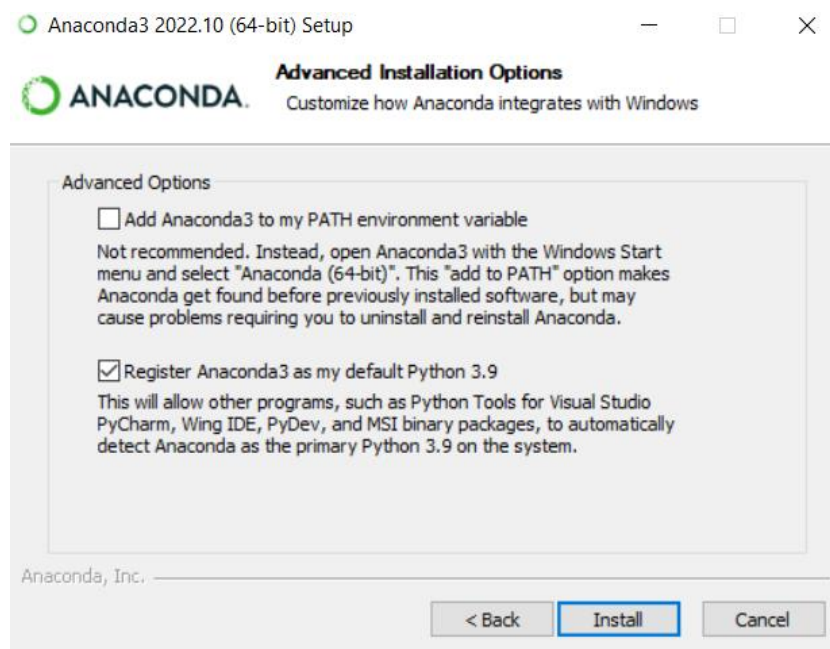 Anaconda3 2022.10 (64-bit) Setup
ANACONDA.
Advanced Installation Options
Customize how Anaconda integrates with Windows
Advanced Options
Add Anaconda3 to my PATH environment variable
Not recommended. Instead, open Anaconda3 with the Windows Start
menu and select "Anaconda (64-bit)". This "add to PATH" option makes
Anaconda get found before previously installed software, but may
cause problems requiring you to uninstall and reinstall Anaconda.
Register Anaconda3 as my default Python 3.9
This will allow other programs, such as Python Tools for Visual Studio
PyCharm, Wing IDE, PyDev, and MSI binary packages, to automatically
detect Anaconda as the primary Python 3.9 on the system.
Anaconda, Inc.
< Back
Install
Cancel